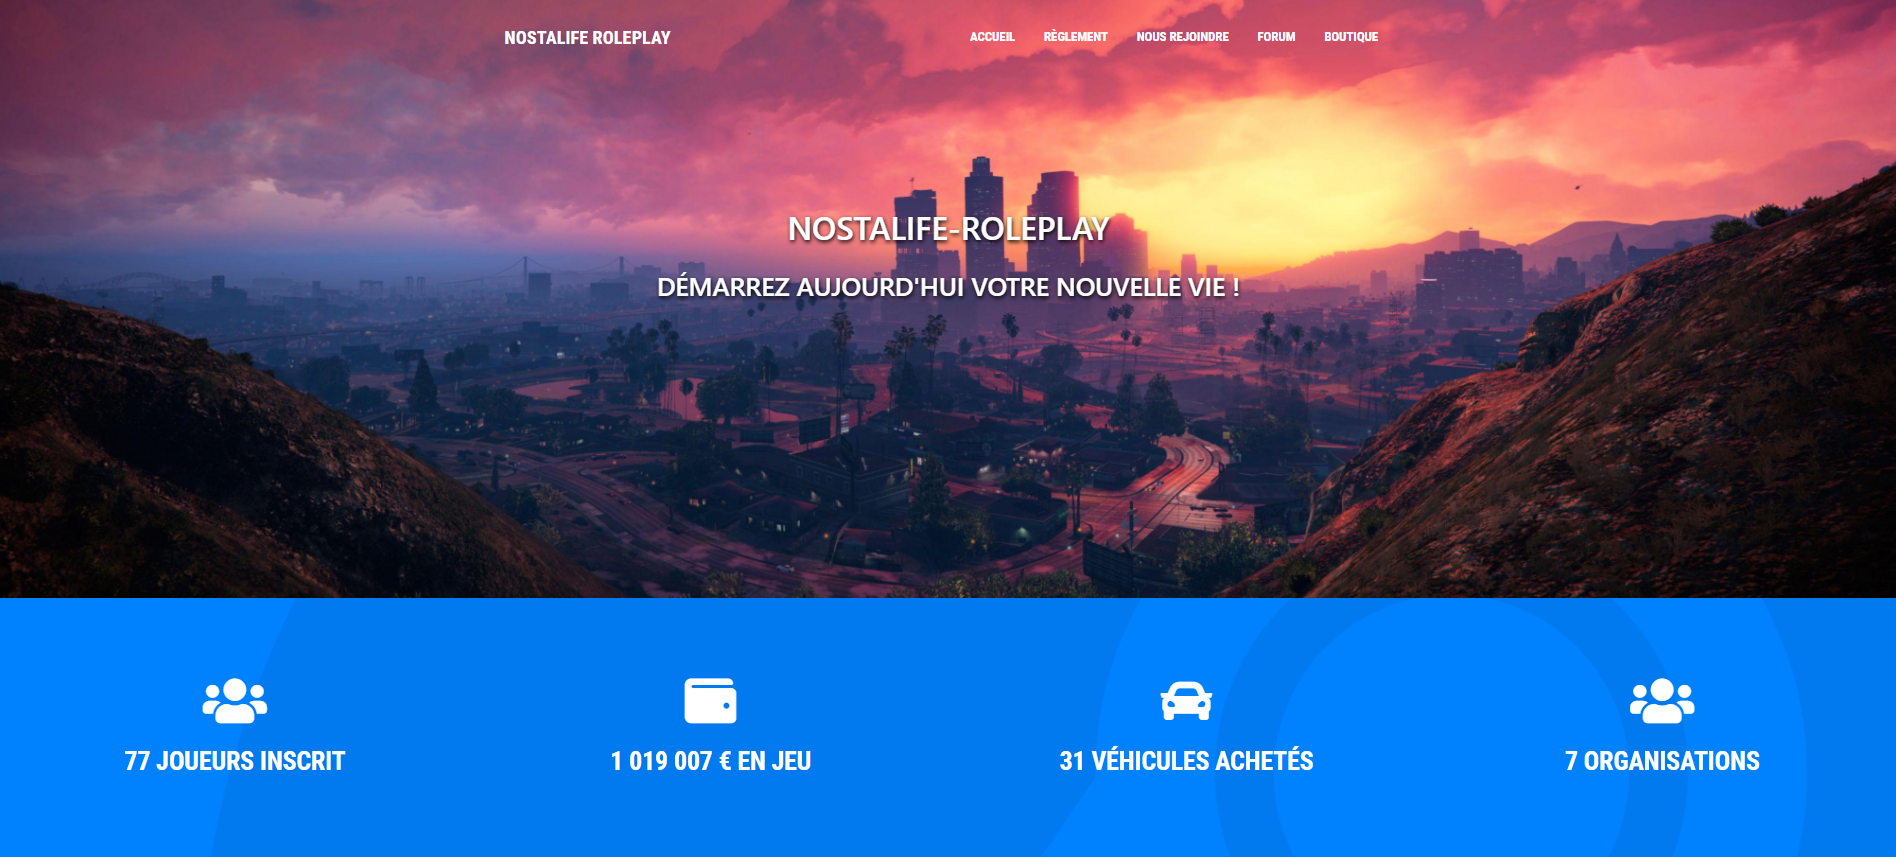 NOSTALIFE ROLEPLAY
ACCUEIL RÈGLEMENT NOUS REJOINDRE FORUM BOUTIQUE
NOSTALIFE-ROLEPLAY
DÉMARREZ AUJOURD'HUI VOTRE NOUVELLE VIE !
77 JOUEURS INSCRIT
1 019 007 € EN JEU
31 VÉHICULES ACHETÉS
7 ORGANISATIONS